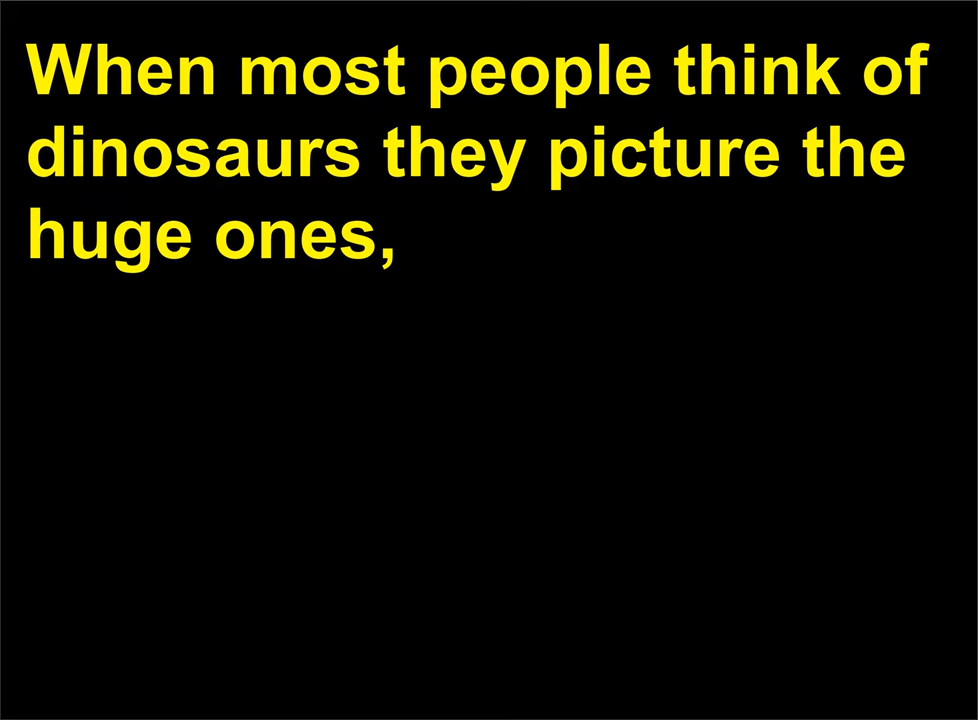 When most people think of
dinosaurs they picture the
huge ones,